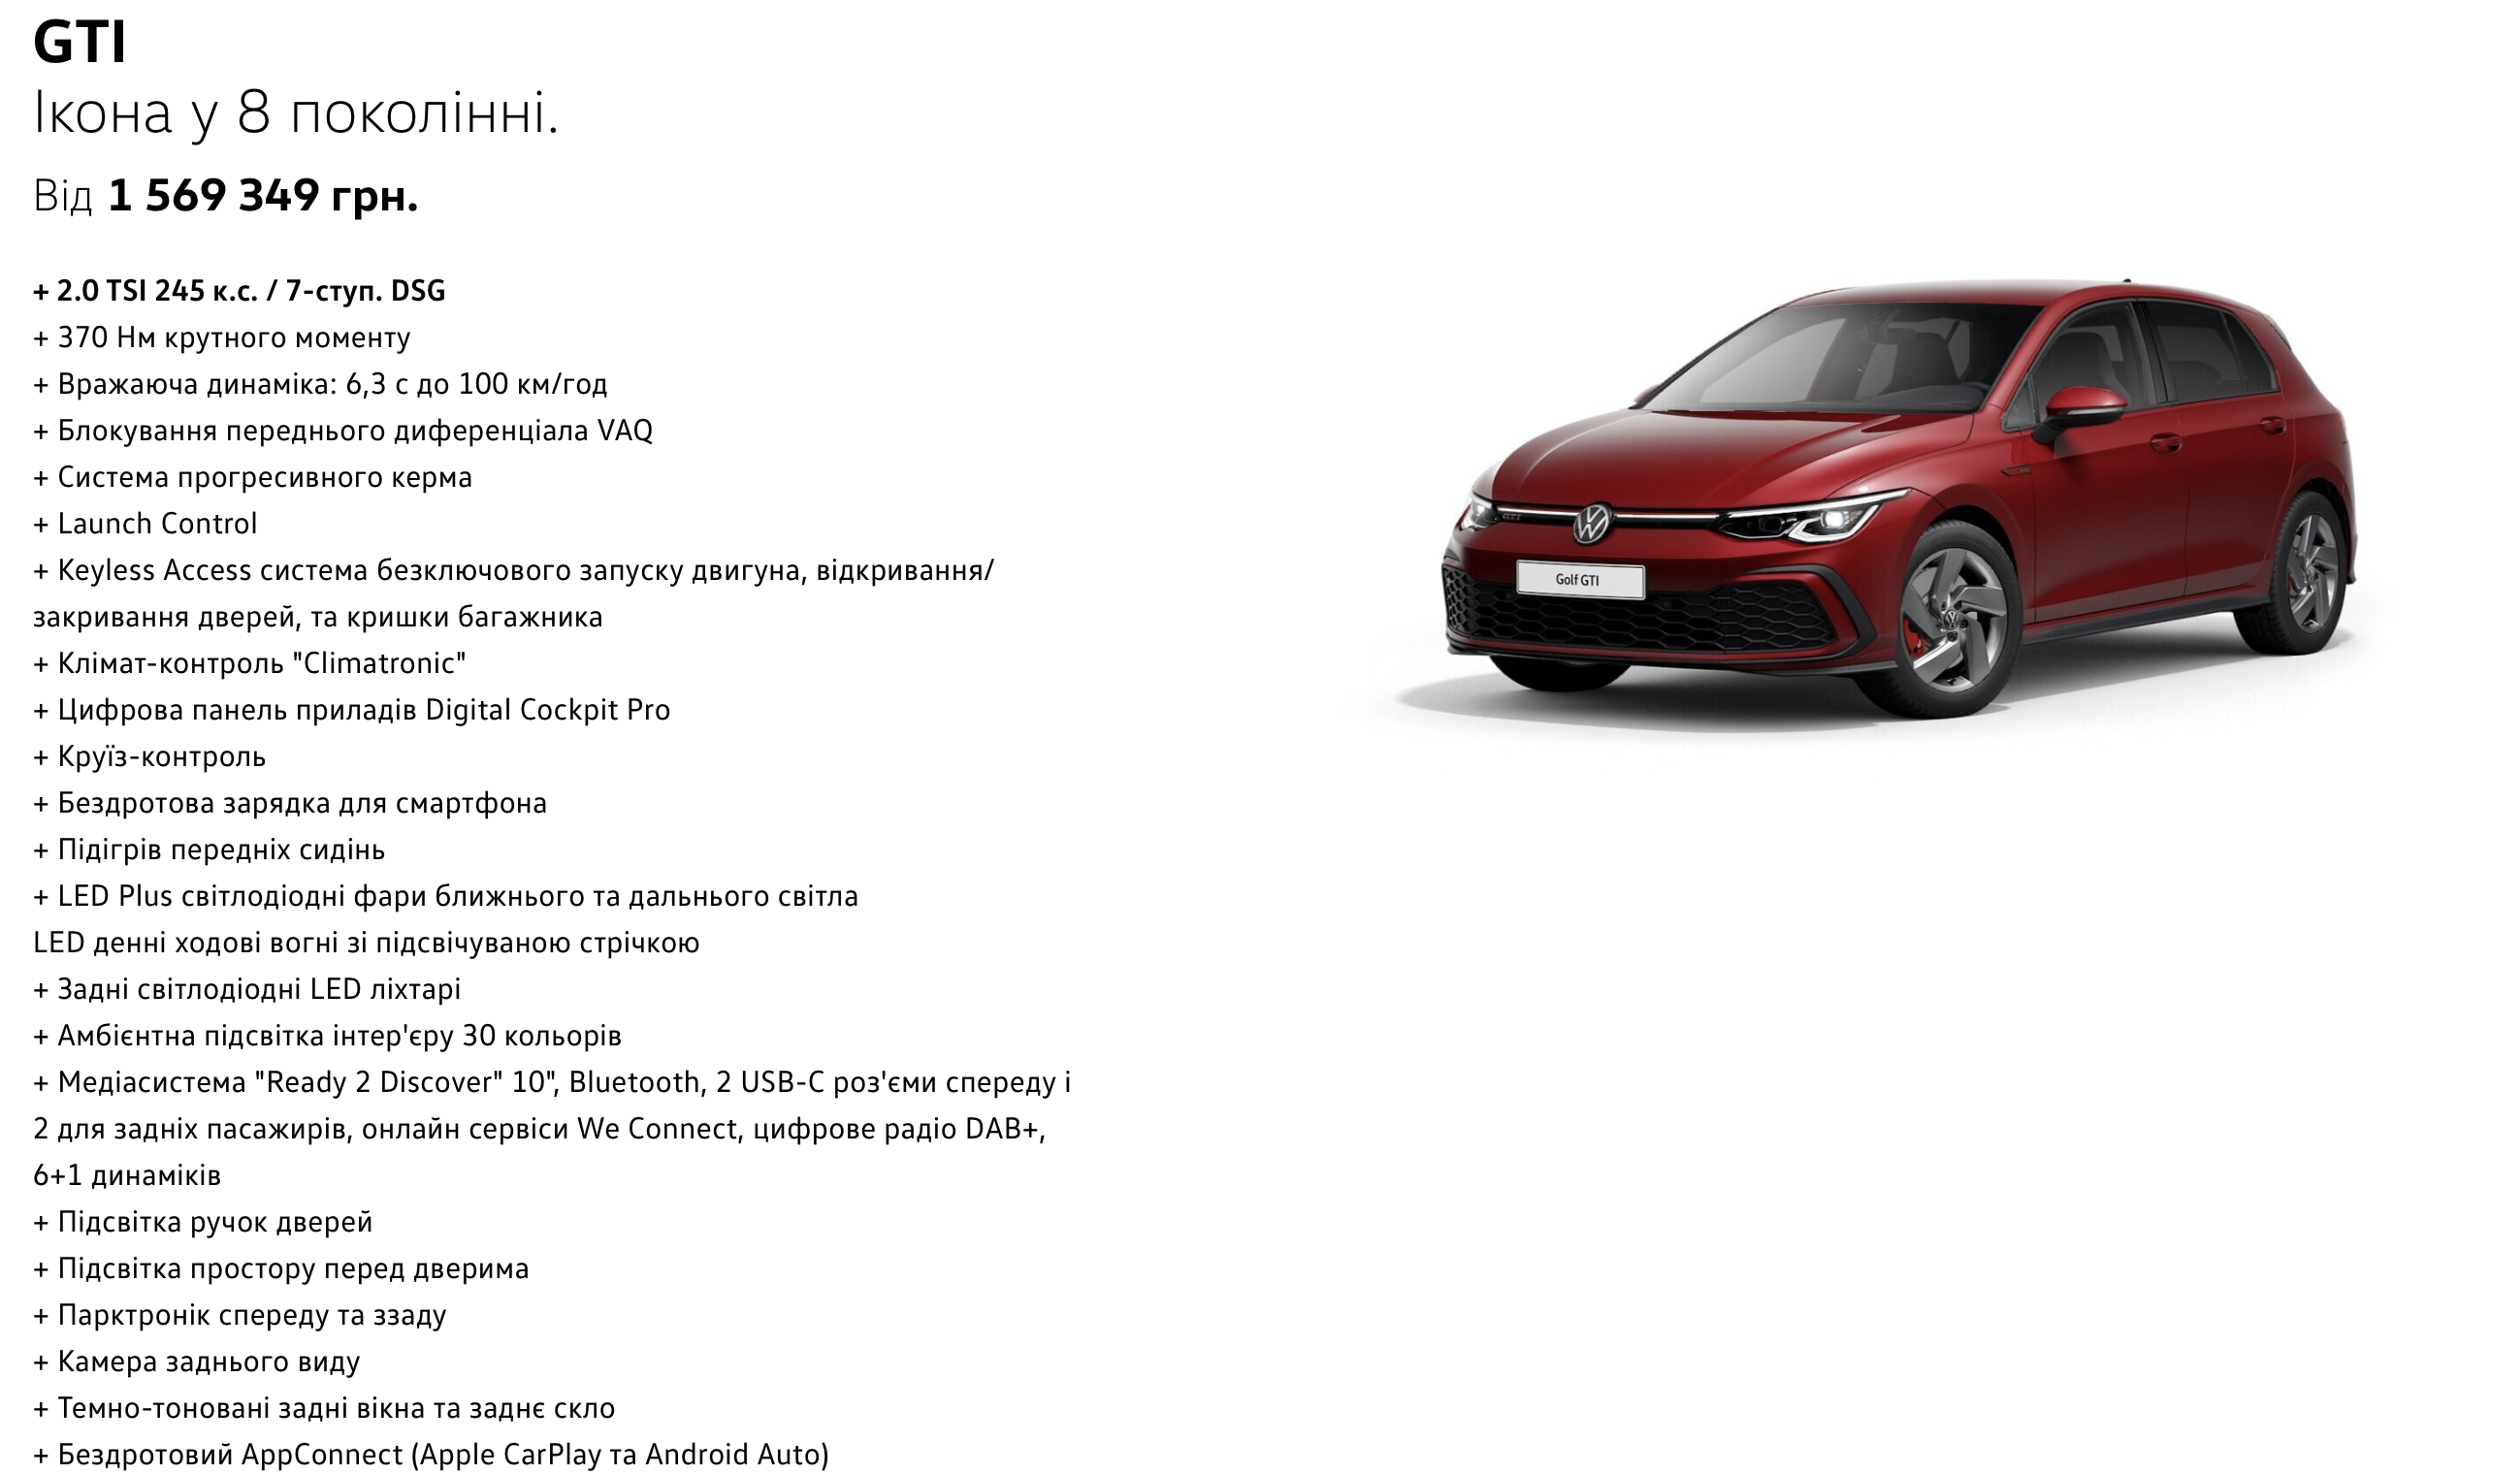 GTI
Ікона у 8 поколінні.
Від 1 569 349 грн.
+ 2.0 TSI 245 к.с. / 7-ступ. DSG
+ 370 Нм крутного моменту
+ Вражаюча динаміка: 6,3 с до 100 км/год
+ Блокування переднього диференціала VAQ
+ Система прогресивного керма
+ Launch Control
+ Keyless Access система безключового запуску двигуна, відкривання/
закривання дверей, та кришки багажника
+ Клімат-контроль "Climatronic"
+ Цифрова панель приладів Digital Cockpit Pro
+ Круїз-контроль
+ Бездротова зарядка для смартфона
+ Підігрів передніх сидінь
+ LED Plus світлодіодні фари ближнього та дальнього світла
LED денні ходові вогні зі підсвічуваною стрічкою
+ Задні світлодіодні LED ліхтарі
+ Амбієнтна підсвітка інтер'єру 30 кольорів
+ Медіасистема "Ready 2 Discover" 10", Bluetooth, 2 USB-C роз'єми спереду і
2 для задніх пасажирів, онлайн сервіси We Connect, цифрове радіо DAB+,
6+1 динаміків
+ Підсвітка ручок дверей
+ Підсвітка простору перед дверима
+ Парктронік спереду та ззаду
+ Камера заднього виду
+ Темно-тоновані задні вікна та заднє скло
+ Бездротовий AppConnect (Apple CarPlay та Android Auto)
GTI
Golf GTI